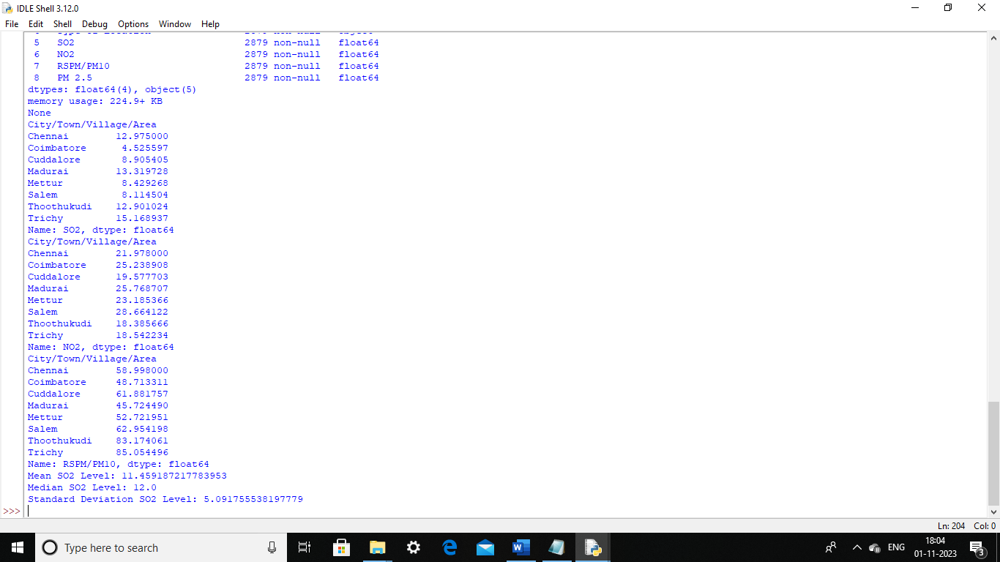 IDLE Shell 3.12.0
File Edit Shell Debug Options Window Help
5 SO2 2879 non-null float64
6 NO2 2879 non-null float64
7 RSPM/PM10 2879 non-null float64
8 PM 2.5 2879 non-null float64
dtypes: float64(4), object(5)
memory usage: 224.9+ KB
None
City/Town/Village/Area
Chennai 12.975000
Coimbatore 4.525597
Cuddalore 8.905405
Madurai 13.319728
Mettur 8.429268
Salem 8.114504
Thoothukudi 12.901024
Trichy 15.168937
Name: SO2, dtype: float64
City/Town/Village/Area
Chennai 21.978000
Coimbatore 25.238908
Cuddalore 19.577703
Madurai 25.768707
Mettur 23.185366
Salem 28.664122
Thoothukudi 18.385666
Trichy 18.542234
Name: NO2, dtype: float64
City/Town/Village/Area
Chennai 58.998000
Coimbatore 48.713311
Cuddalore 61.881757
Madurai 45.724490
Mettur 52.721951
Salem 62.954198
Thoothukudi 83.174061
Trichy 85.054496
Name: RSPM/PM10, dtype: float64
Mean SO2 Level: 11.459187217783953
Median SO2 Level: 12.0
Standard Deviation SO2 Level: 5.091755538197779
>>>
Ln: 204 Col: 0
Type here to search
ENG
18:04
01-11-2023
3